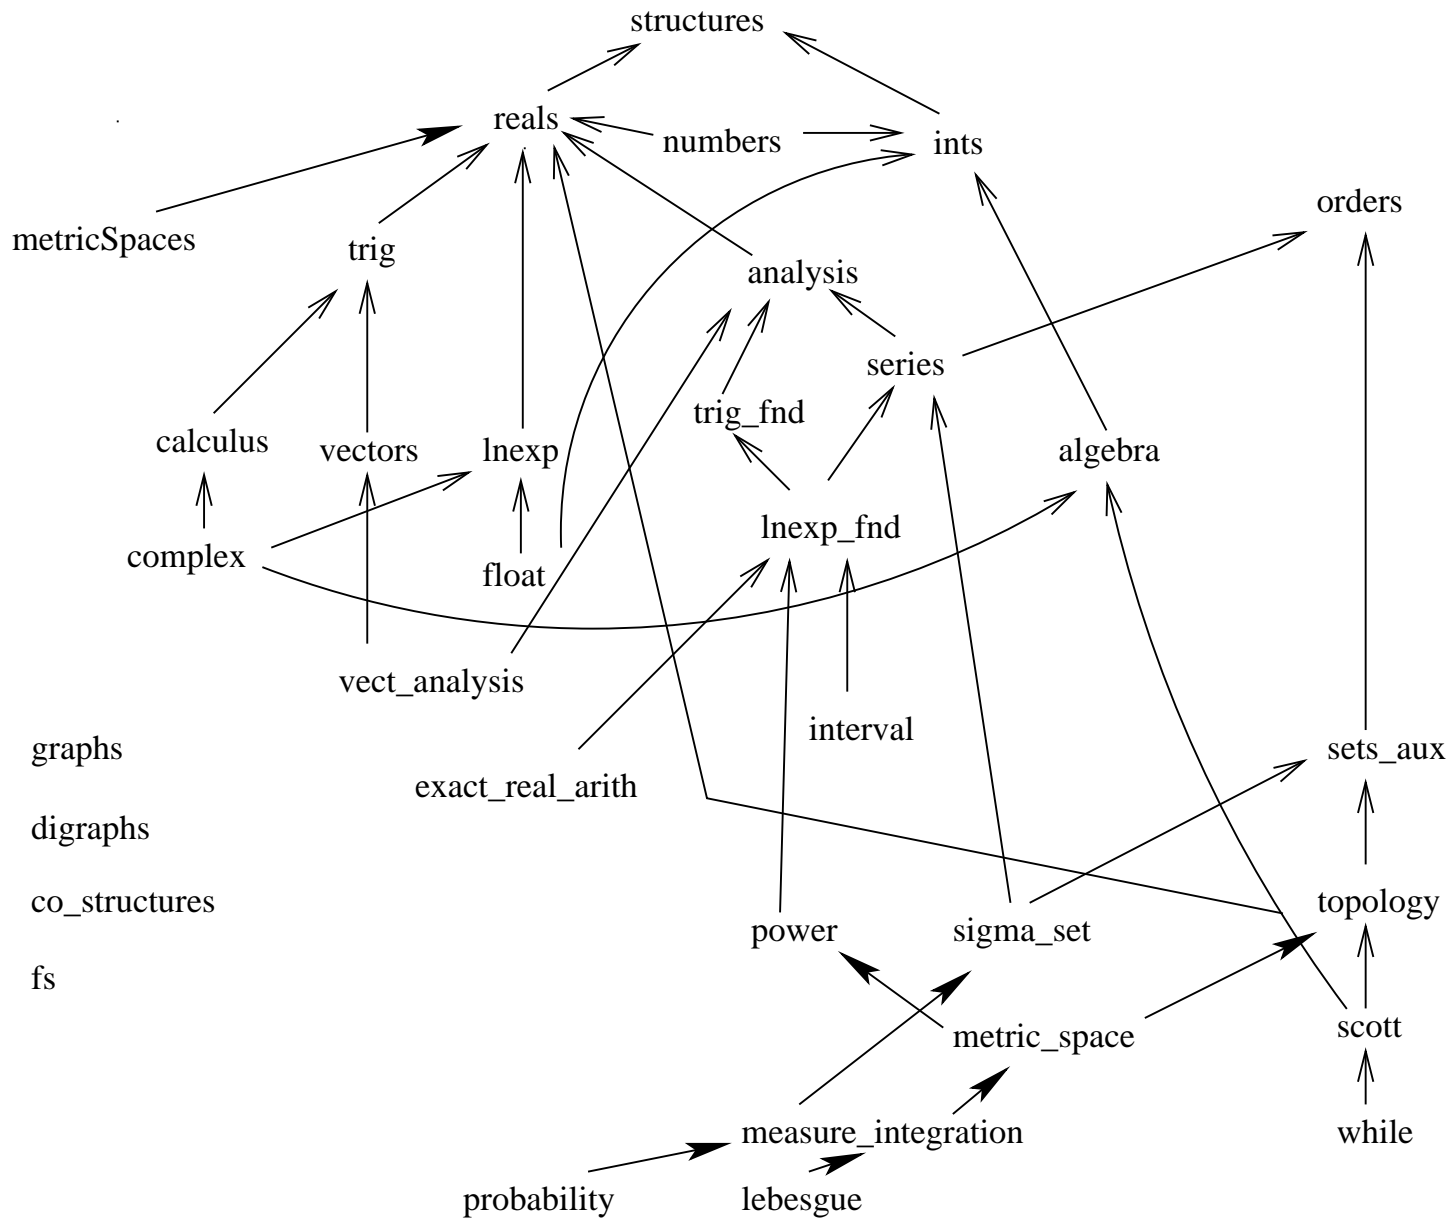 structures
reals
numbers
ints
orders
metricSpaces
trig
analysis
series
trig_fnd
calculus
vectors
lnexp
algebra
lnexp_fnd
complex
float
vect_analysis
interval
graphs
sets_aux
exact_real_arith
digraphs
co_structures
topology
power
sigma_set
fs
scott
metric_space
measure_integration
while
probability
lebesgue